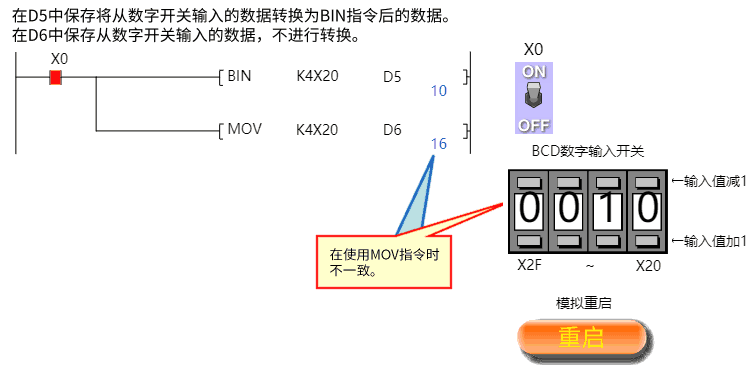 在D5中保存将从数字开关输入的数据转换为BIN指令后的数据。
在D6中保存从数字开关输入的数据，不进行转换。
X0
BIN K4X20 D5
10
MOV K4X20 D6
16
在使用MOV指令时
不一致。
X0
ON
OFF
BCD数字输入开关
←输入值减1
0 0 1 0
←输入值加1
X2F ~ X20
模拟重启
重启